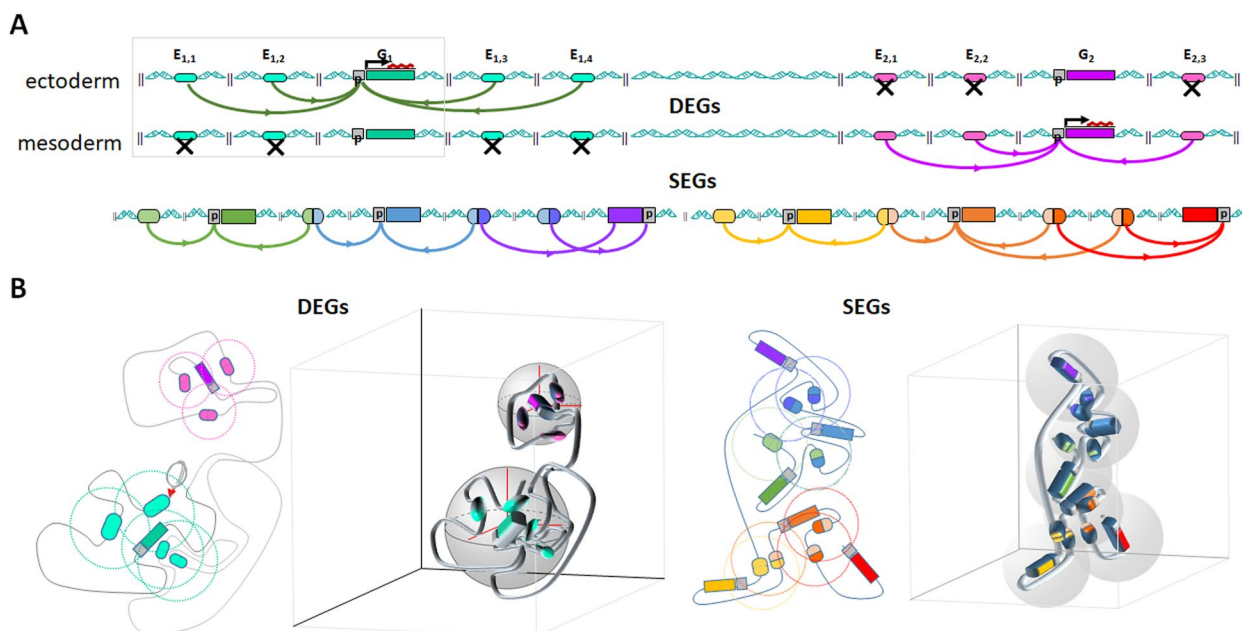 A
E1,1 E1,2 G1 E1,3 E1,4 E2,1 E2,2 G2 E2,3
ectoderm p p
DEGs
mesoderm p p
SEGs
p p p p p p
B
DEGs SEGs